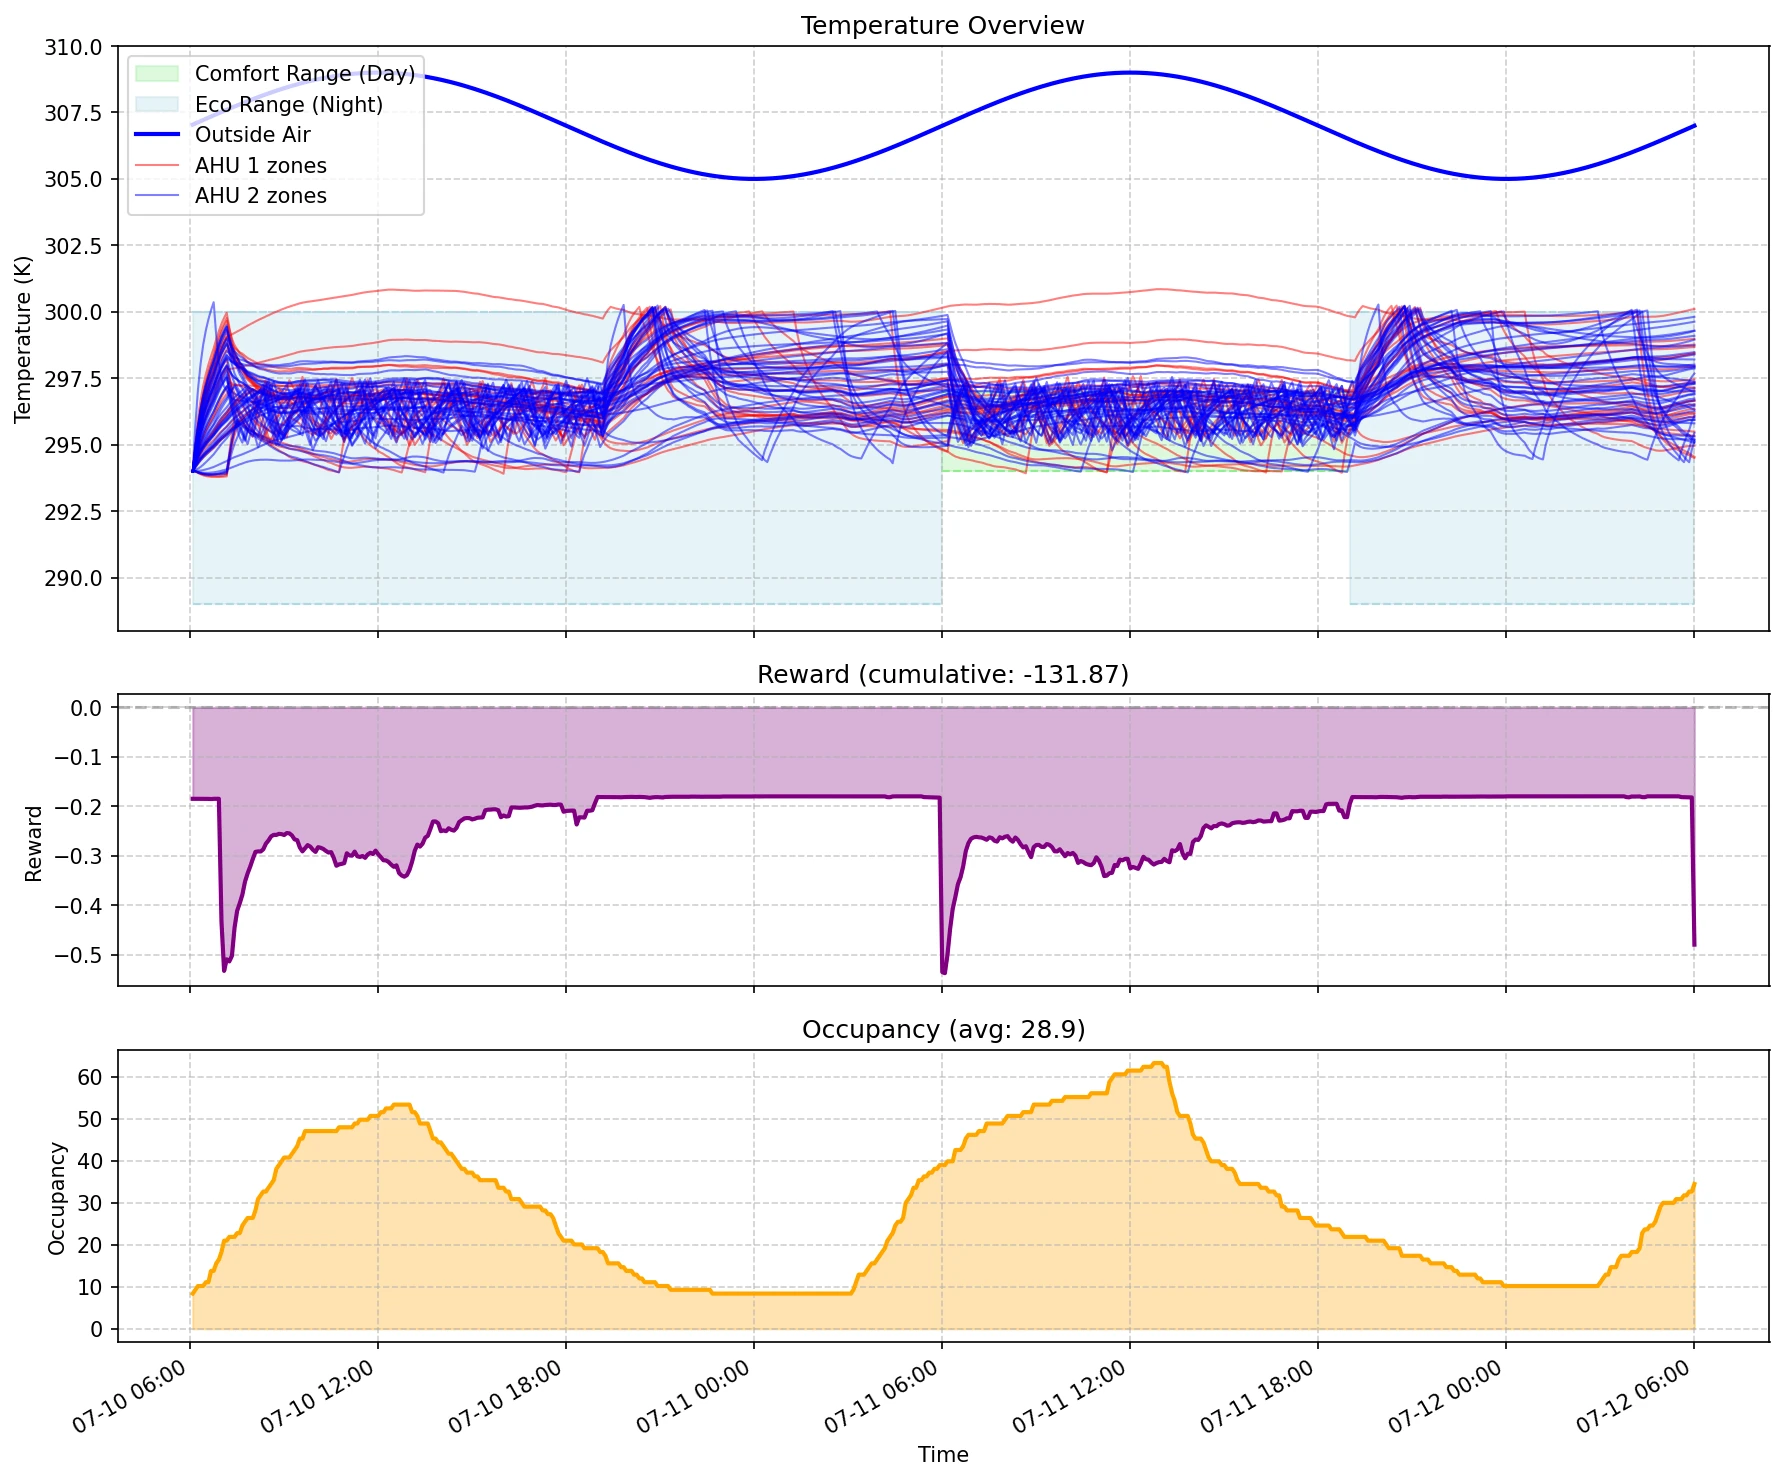 Temperature Overview
310.0
307.5
305.0
302.5
300.0
297.5
295.0
292.5
290.0
Temperature (K)
Comfort Range (Day)
Eco Range (Night)
Outside Air
AHU 1 zones
AHU 2 zones
Reward (cumulative: -131.87)
0.0
−0.1
−0.2
−0.3
−0.4
−0.5
Reward
Occupancy (avg: 28.9)
60
50
40
30
20
10
0
Occupancy
07-10 06:00
07-10 12:00
07-10 18:00
07-11 00:00
07-11 06:00
07-11 12:00
07-11 18:00
07-12 00:00
07-12 06:00
Time